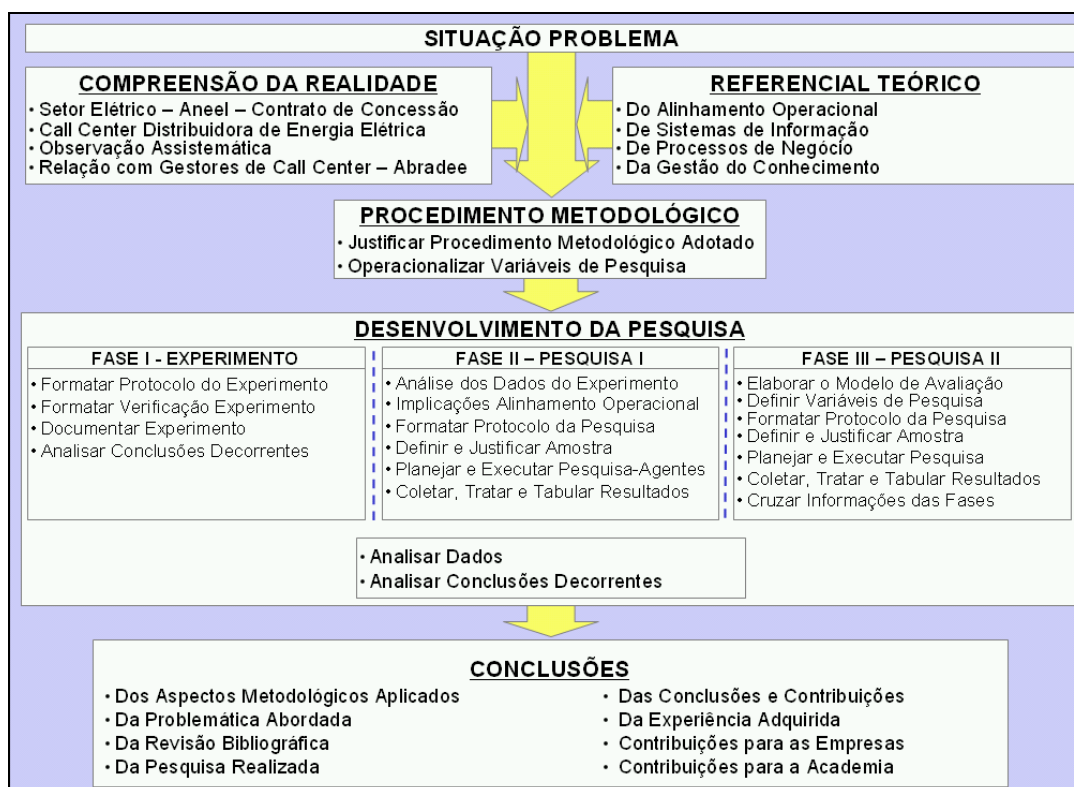 SITUAÇÃO PROBLEMA
COMPREENSÃO DA REALIDADE
• Setor Elétrico – Aneel – Contrato de Concessão
• Call Center Distribuidora de Energia Elétrica
• Observação Assistemática
• Relação com Gestores de Call Center – Abradee
REFERENCIAL TEÓRICO
• Do Alinhamento Operacional
• De Sistemas de Informação
• De Processos de Negócio
• Da Gestão do Conhecimento
PROCEDIMENTO METODOLÓGICO
• Justificar Procedimento Metodológico Adotado
• Operacionalizar Variáveis de Pesquisa
DESENVOLVIMENTO DA PESQUISA
FASE I - EXPERIMENTO
• Formatar Protocolo do Experimento
• Formatar Verificação Experimento
• Documentar Experimento
• Analisar Conclusões Decorrentes
FASE II – PESQUISA I
• Análise dos Dados do Experimento
• Implicações Alinhamento Operacional
• Formatar Protocolo da Pesquisa
• Definir e Justificar Amostra
• Planejar e Executar Pesquisa-Agentes
• Coletar, Tratar e Tabular Resultados
FASE III – PESQUISA II
• Elaborar o Modelo de Avaliação
• Definir Variáveis de Pesquisa
• Formatar Protocolo da Pesquisa
• Definir e Justificar Amostra
• Planejar e Executar Pesquisa
• Coletar, Tratar e Tabular Resultados
• Cruzar Informações das Fases
• Analisar Dados
• Analisar Conclusões Decorrentes
CONCLUSÕES
• Dos Aspectos Metodológicos Aplicados
• Da Problemática Abordada
• Da Revisão Bibliográfica
• Da Pesquisa Realizada
• Das Conclusões e Contribuições
• Da Experiência Adquirida
• Contribuições para as Empresas
• Contribuições para a Academia